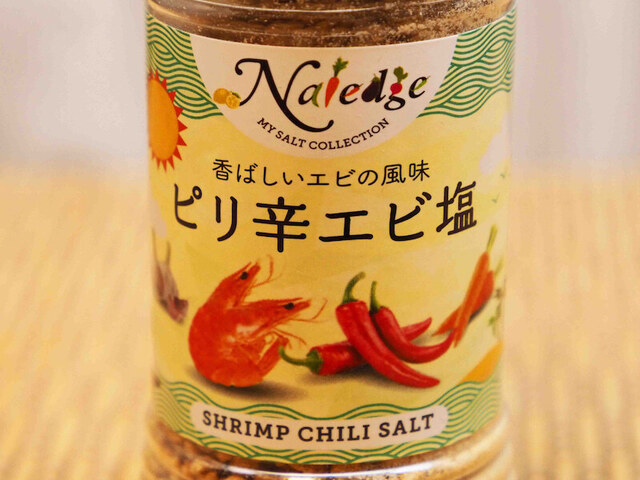 Naledge
MY SALT COLLECTION
香ばしいエビの風味
ピリ辛エビ塩
SHRIMP CHILI SALT